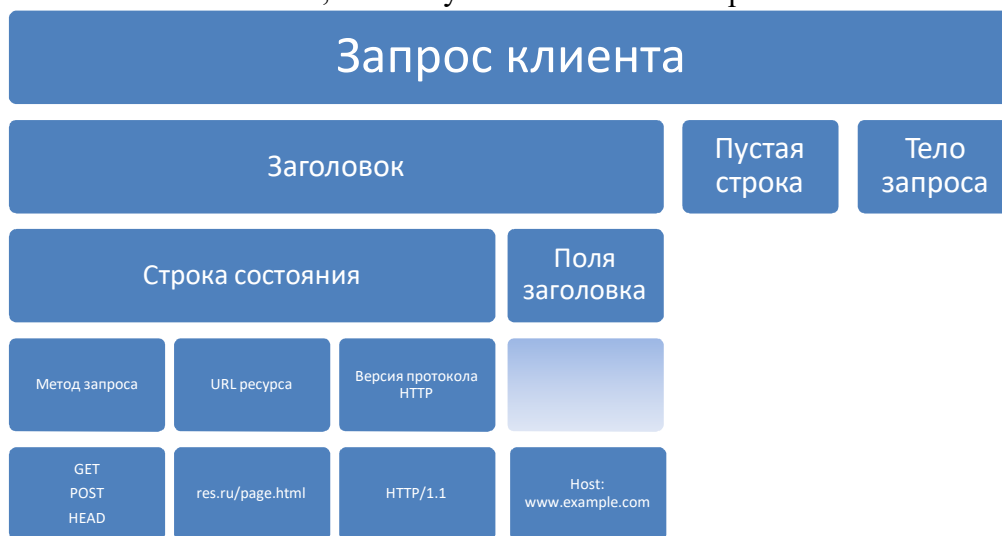 Запрос клиента
Заголовок
Пустая
строка
Тело
запроса
Строка состояния
Поля
заголовка
Метод запроса
URL ресурса
Версия протокола
HTTP
GET
POST
HEAD
res.ru/page.html
HTTP/1.1
Host:
www.example.com